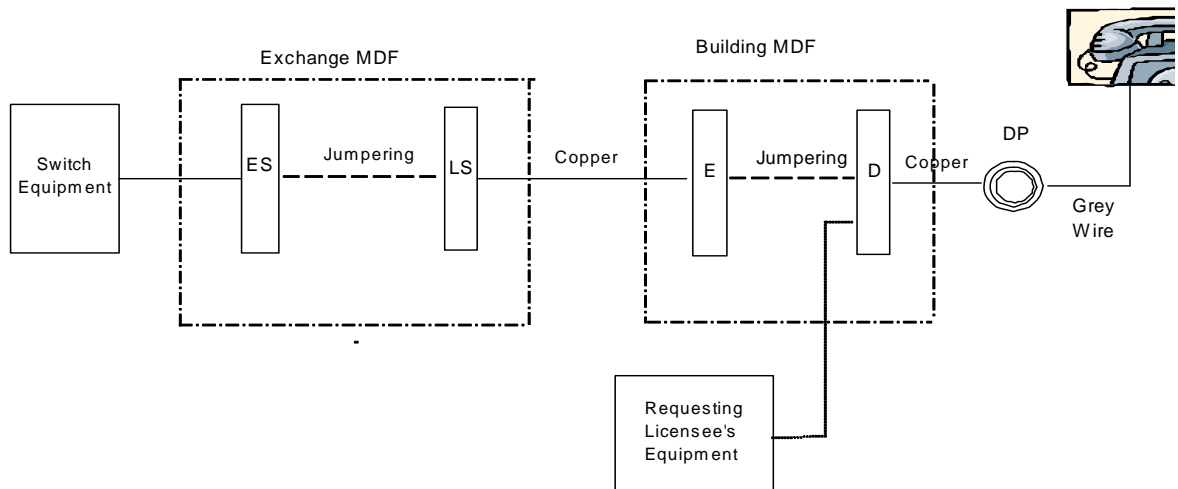 Exchange MDF
Building MDF
Switch
Equipment
ES
Jumpering
LS
Copper
E
Jumpering
D
Copper
DP
Grey
Wire
Requesting
Licensee's
Equipment